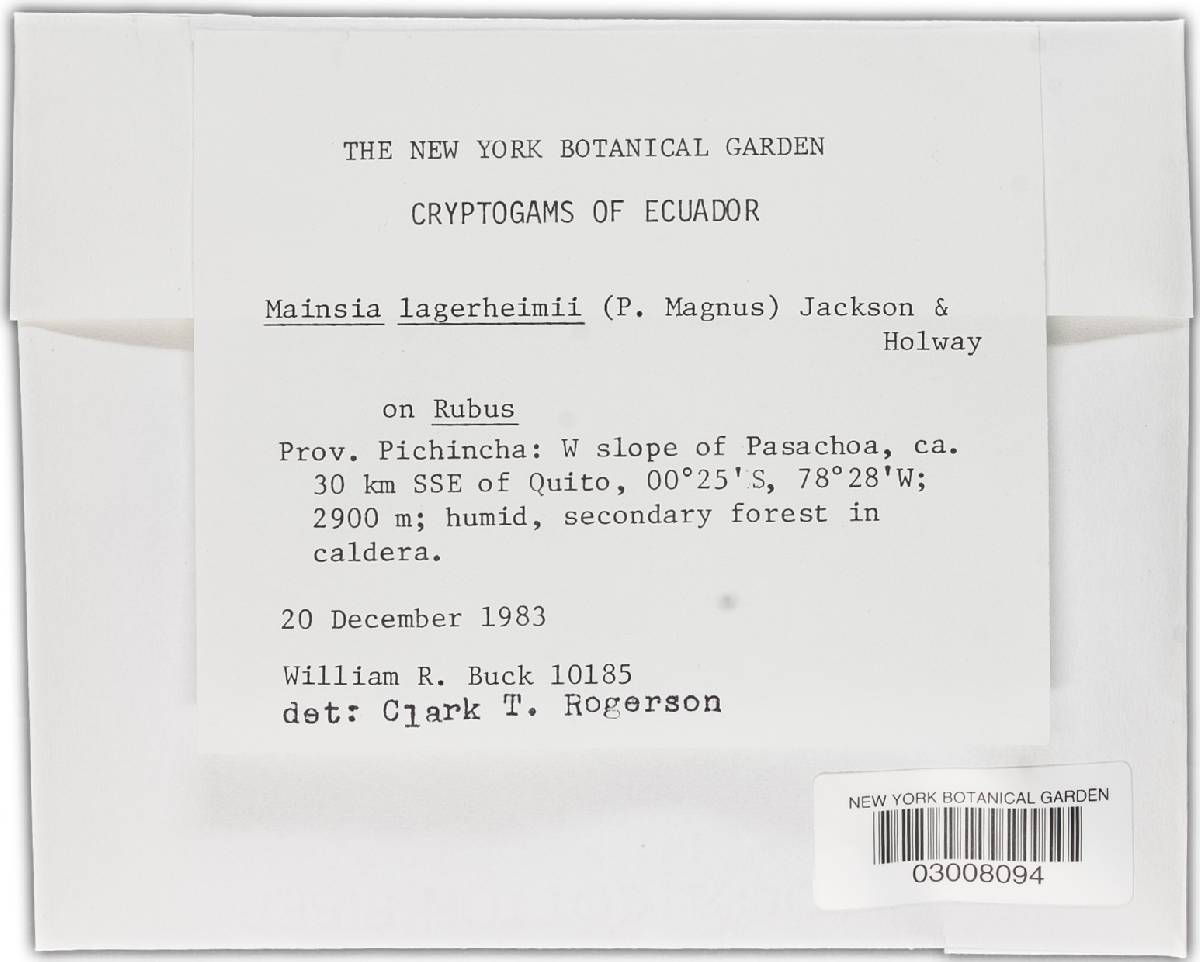 THE NEW YORK BOTANICAL GARDEN
CRYPTOGAMS OF ECUADOR
Mainsia lagerheimii (P. Magnus) Jackson &
Holway
on Rubus
Prov. Pichincha: W slope of Pasachoa, ca.
30 km SSE of Quito, 00°25'S, 78°28'W;
2900 m; humid, secondary forest in
caldera.
20 December 1983
William R. Buck 10185
det: Clark T. Rogerson
NEW YORK BOTANICAL GARDEN
03008094